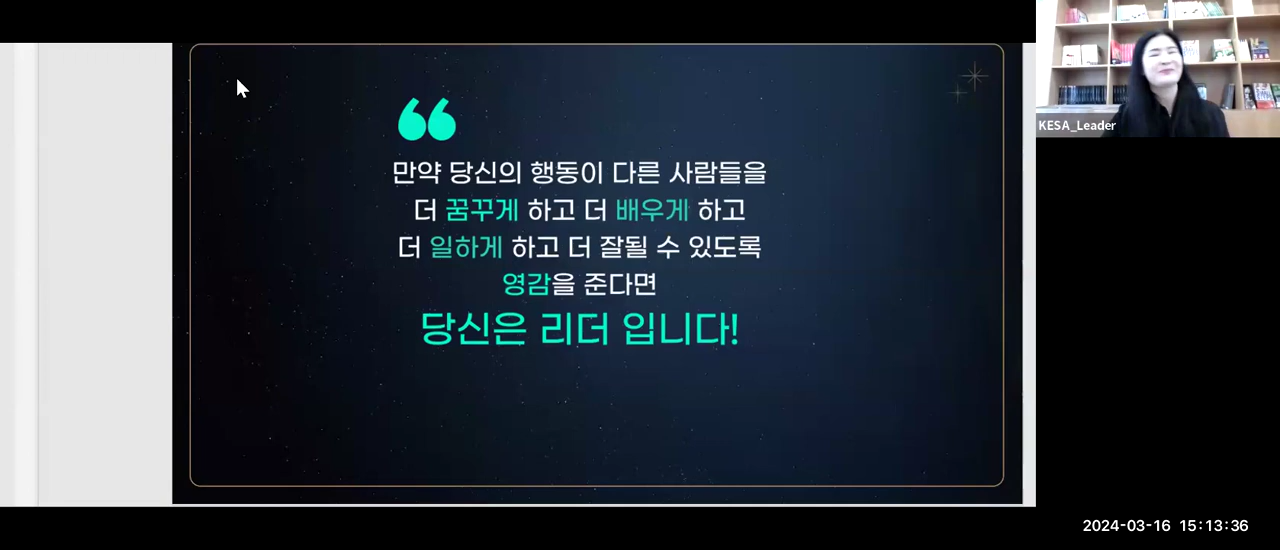 만약 당신의 행동이 다른 사람들을
더 꿈꾸게 하고 더 배우게 하고
더 일하게 하고 더 잘될 수 있도록
영감을 준다면
당신은 리더 입니다!
KESA_Leader
2024-03-16 15:13:36